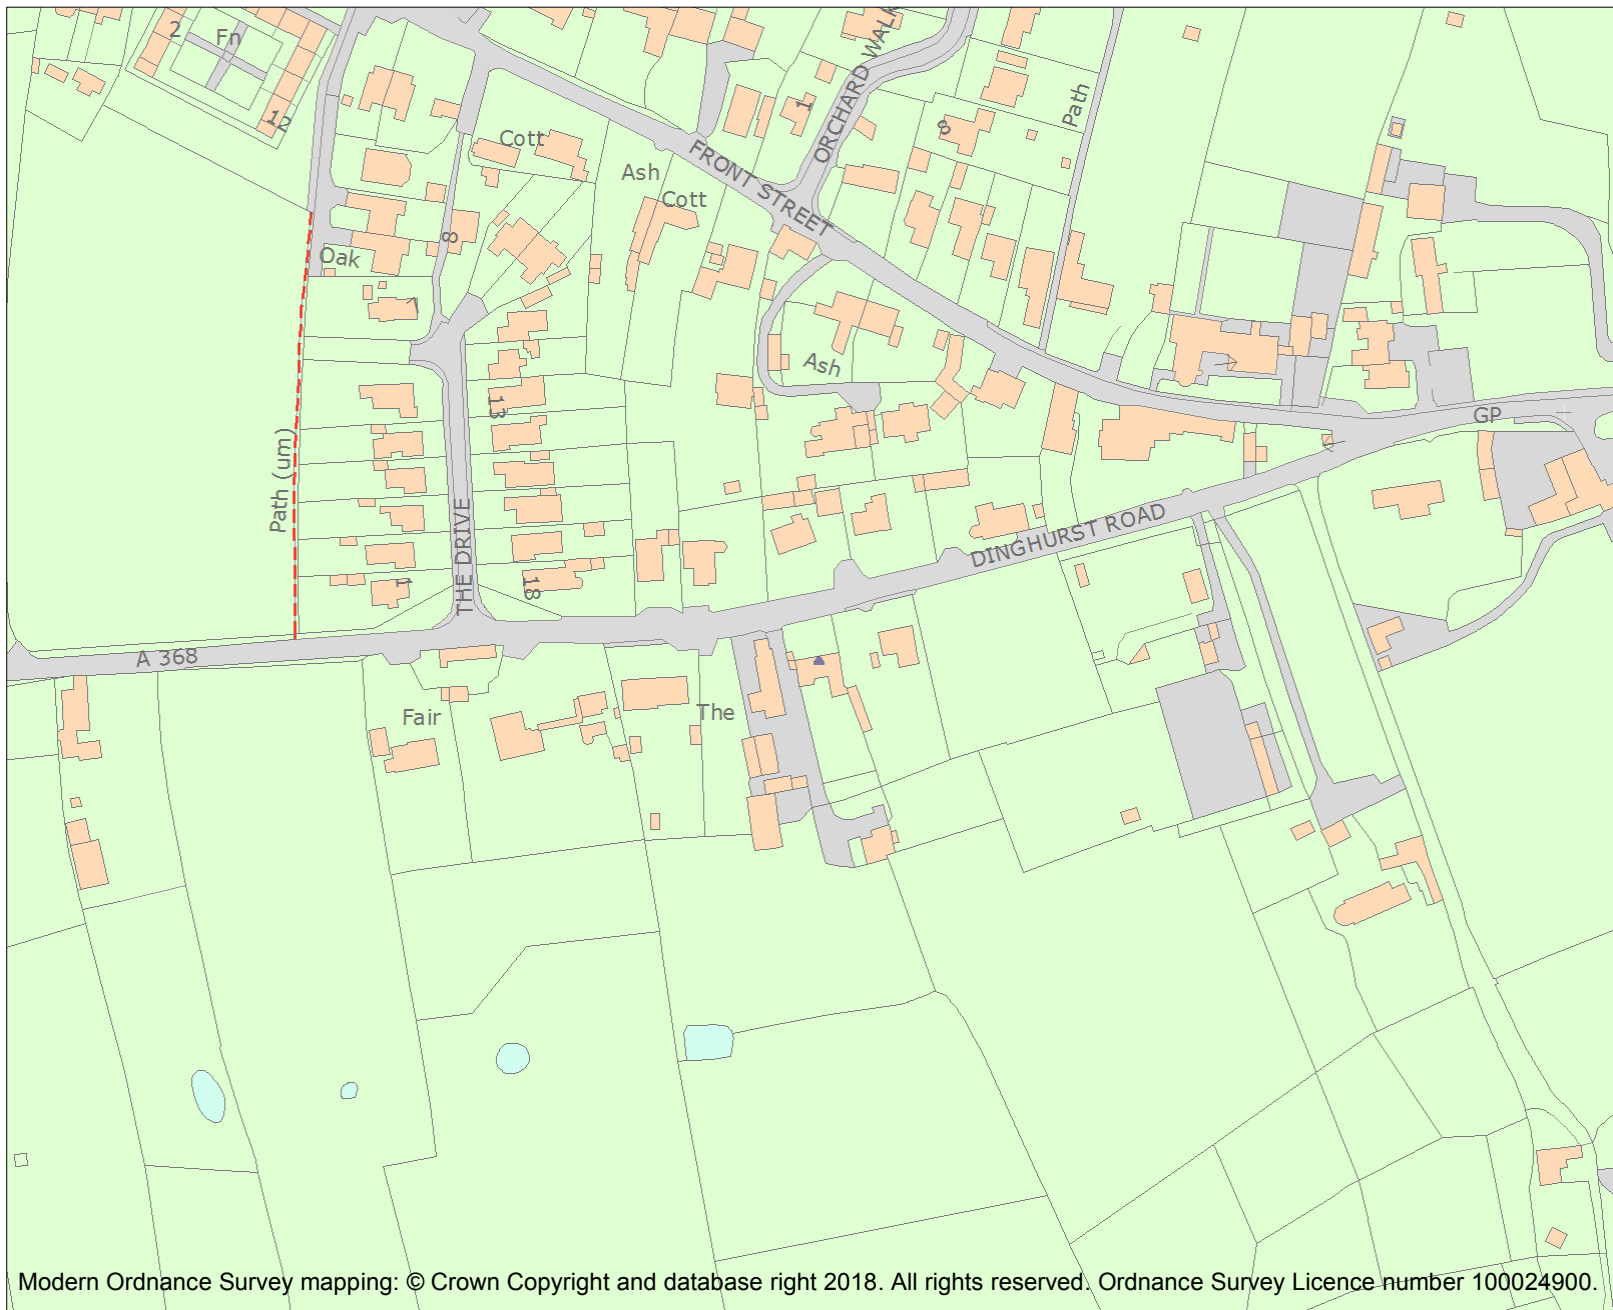 2
Fn
12
Cott
Ash
Cott
FRONT STREET
1
ORCHARD WALK
8
Path
8
Oak
7
Ash
13
1
GP
Path (um)
THE DRIVE
1
18
DINGHURST ROAD
A 368
Fair
The
Modern Ordnance Survey mapping: © Crown Copyright and database right 2018. All rights reserved. Ordnance Survey Licence number 100024900.